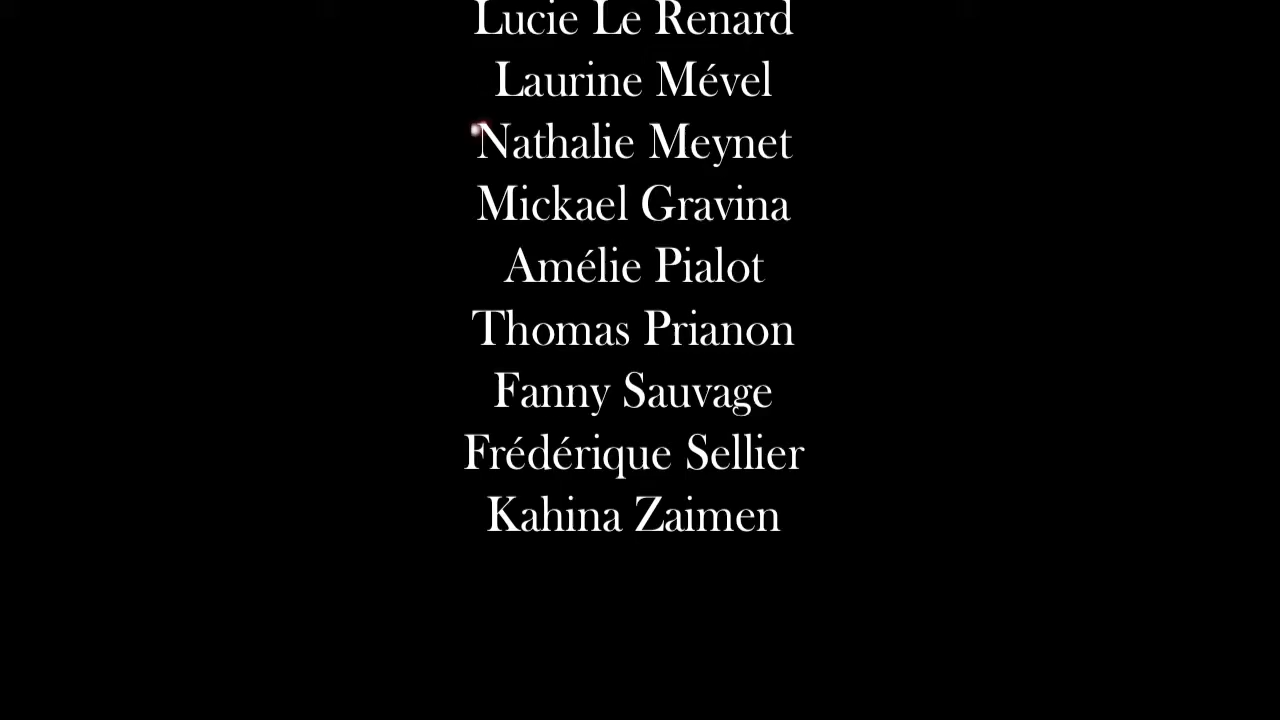 Lucie Le Renard
Laurine Mével
Nathalie Meynet
Mickael Gravina
Amélie Pialot
Thomas Prianon
Fanny Sauvage
Frédérique Sellier
Kahina Zaimen